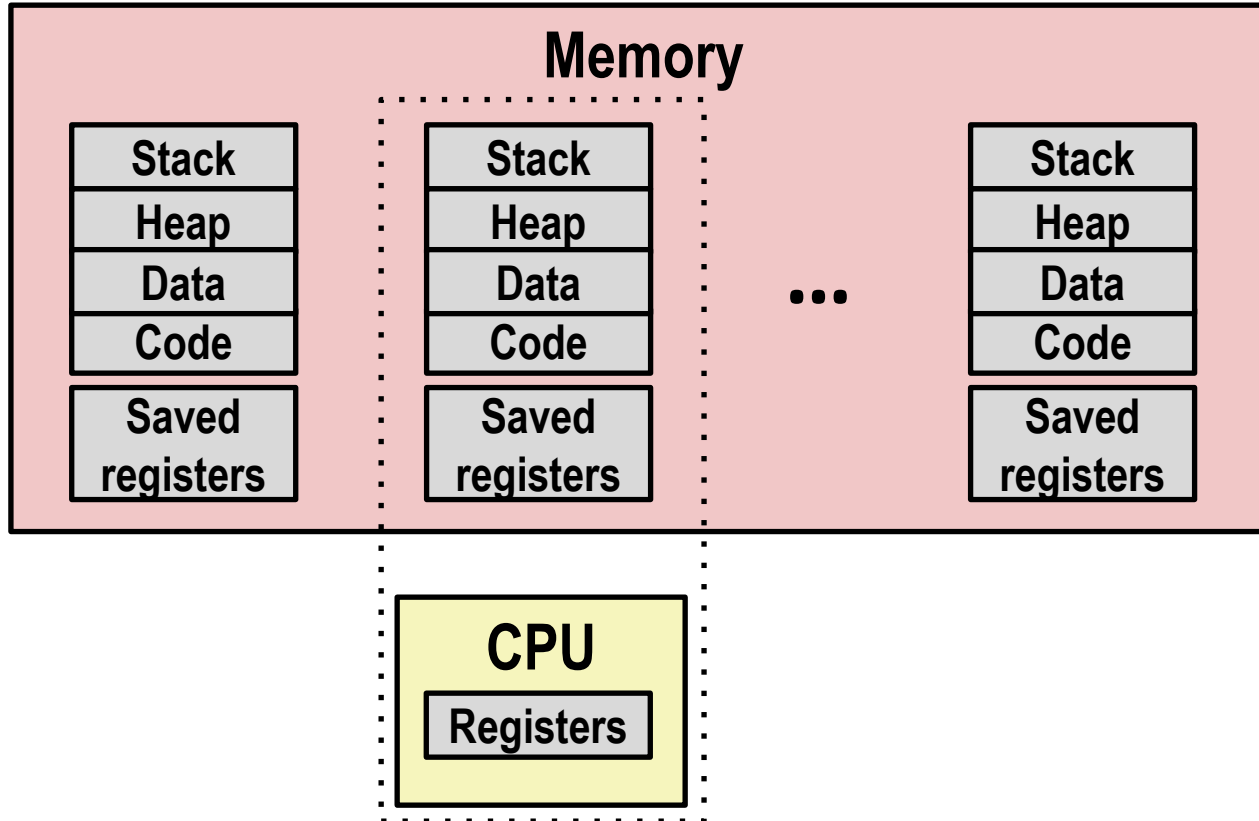 Memory
Stack
Heap
Data
Code
Saved
registers
Stack
Heap
Data
Code
Saved
registers
...
Stack
Heap
Data
Code
Saved
registers
CPU
Registers